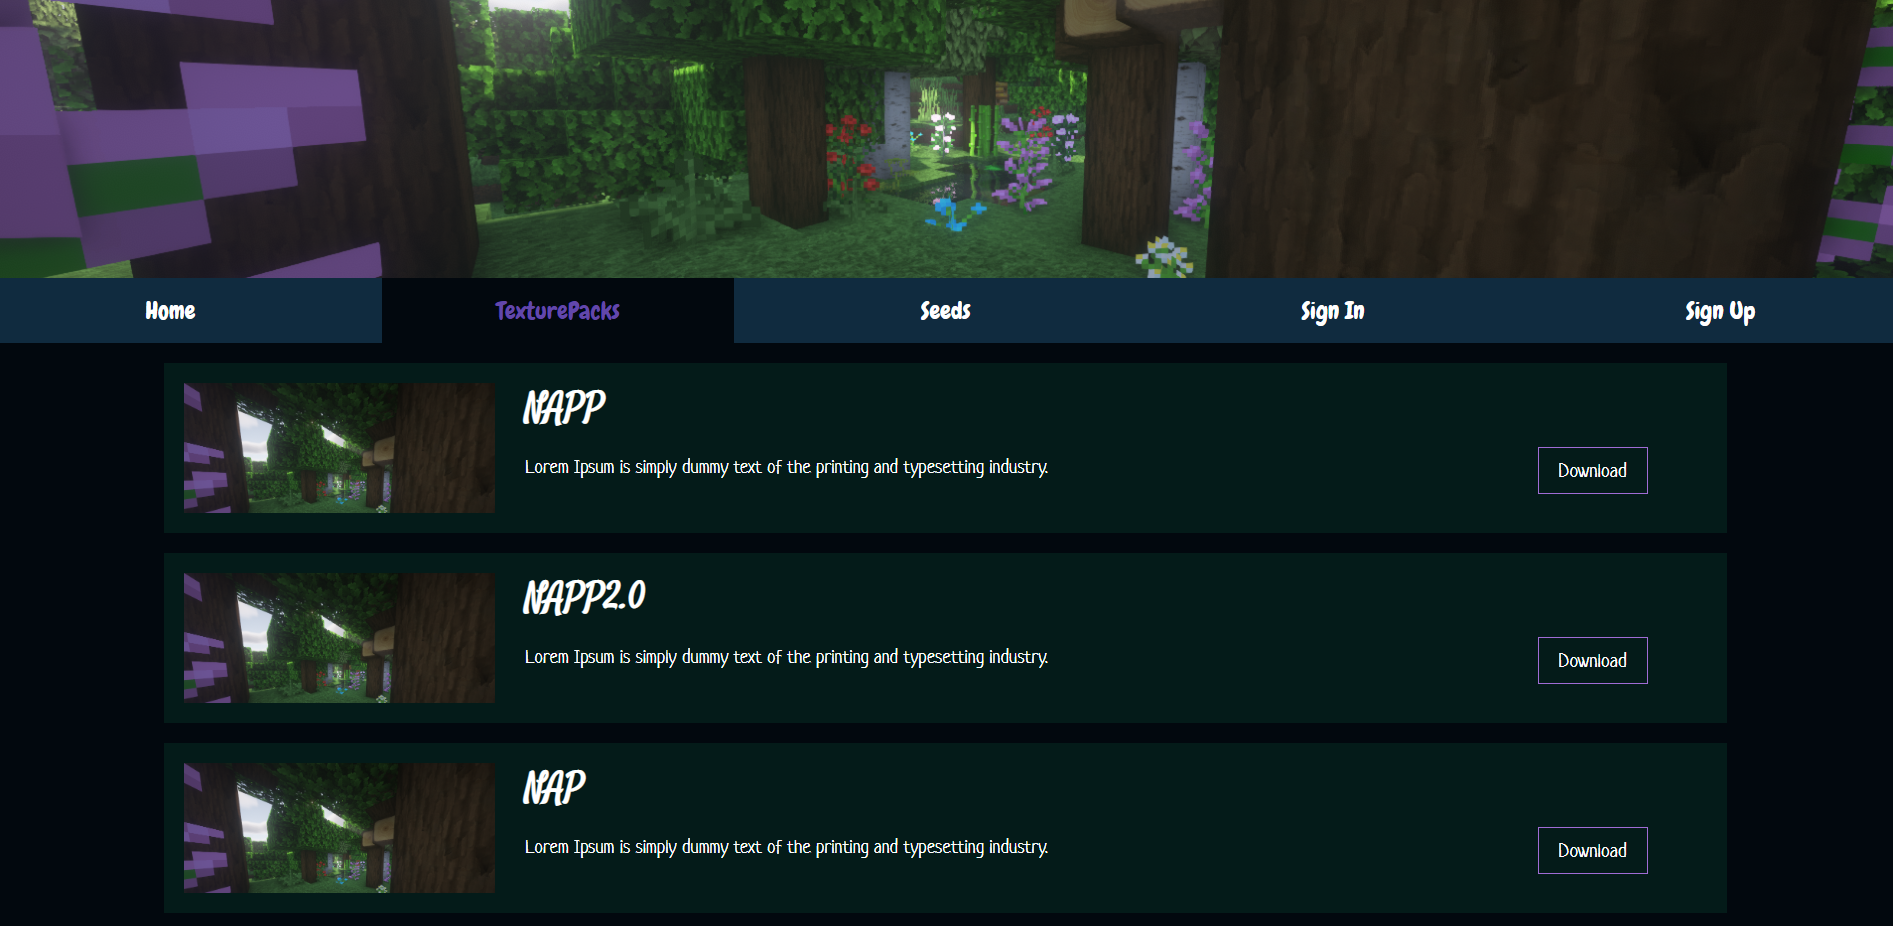 Home TexturePacks Seeds Sign In Sign Up
NAPP
Lorem Ipsum is simply dummy text of the printing and typesetting industry.
Download
NAPP2.0
Lorem Ipsum is simply dummy text of the printing and typesetting industry.
Download
NAP
Lorem Ipsum is simply dummy text of the printing and typesetting industry.
Download